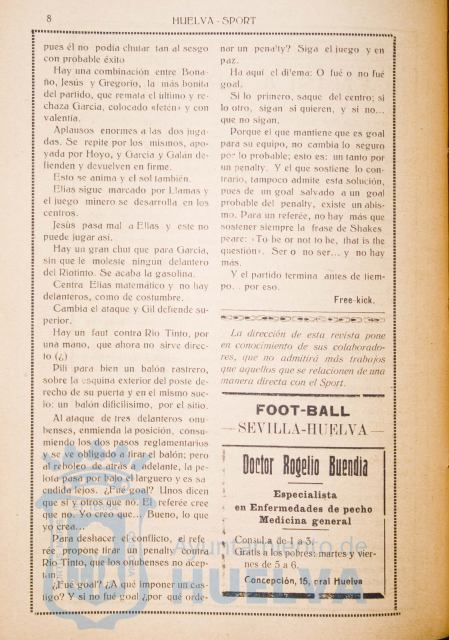 8
HUELVA - SPORT
pues él no podía chutar tan al sesgo
con probable éxito
Hay una combinación entre Bona-
ño, Jesús y Gregorio, la más bonita
del partido, que remata el último y re-
chaza García, colocado «feten» y con
valentía.
Aplausos enormes a las dos juga-
das. Se repite por los mismos, apo-
yada por Hoyo, y García y Galán de-
fienden y devuelven en firme.
Esto se anima y el sol también.
Elías sigue marcado por Llamas y
el juego minero se desarrolla en los
centros.
Jesús pasa mal a Elías y este no
puede jugar así.
Hay un gran chut que para García,
sin que le moleste ningún delantero
del Riotinto. Se acaba la gasolina.
Centra Elías matemático y no hay
delanteros, como de costumbre.
Cambia el ataque y Gil defiende su-
perior.
Hay un faut contra Río Tinto, por
una mano, que ahora no sirve direc-
to (¿)
Pili para bien un balón rastrero,
sobre la esquina exterior del poste de-
recho de su puerta y en el mismo sue-
lo: un balón dificilísimo, por el sitio.
Al ataque de tres delanteros onu-
benses, enmienda la posición, consu-
miendo los dos pasos reglamentarios
y se ve obligado a tirar el balón; pero
al reboleo de atrás a adelante, la pe-
lota pasa por bajo el larguero y es sa-
cudida lejos. ¿Fué goal? Unos dicen
que sí y otros que no. El referée cree
que no. Yo creo que... Bueno, lo que
yo crea...
Para deshacer el conflicto, el refe
rée propone tirar un penalty contra
Río Tinto, que los onubenses no acep-
tan.
¿Fué goal? ¿A qué imponer un cas-
tigo? Y si no fué goal ¿por qué orde-
nar un penalty? Siga el juego y en
paz.
Ha aquí el dilema: O fué o no fué
goal.
Si lo primero, saque del centro; si
lo otro, sigan si quieren, y si no...
que no sigan.
Porque el que mantiene que es goal
para su equipo, no cambia lo seguro
por lo probable; esto es: un tanto por
un penalty. Y el que sostiene lo con-
trario, tampoco admite esta solución,
pues de un goal salvado a un goal
probable del penalty, existe un abis-
mo. Para un referée, no hay más que
sostener siempre la frase de Shakes
peare: «To be or not to be, that is the
question». Ser o no ser... y no hay
más.
Y el partido termina antes de tiem-
po.. por eso.
Free-kick.
La dirección de esta revista pone
en conocimiento de sus colaborado-
res, que no admitirá más trabajos
que aquellos que se relacionen de una
manera directa con el Sport.
FOOT-BALL
SEVILLA-HUELVA
Doctor Rogelio Buendia
Especialista
en Enfermedades de pecho
Medicina general
Consulta de 1 a 3.
Gratis a los pobres: martes y vier-
nes de 5 a 6.
Concepción, 15, pral Huelva
Ayuntamiento de
HUELVA